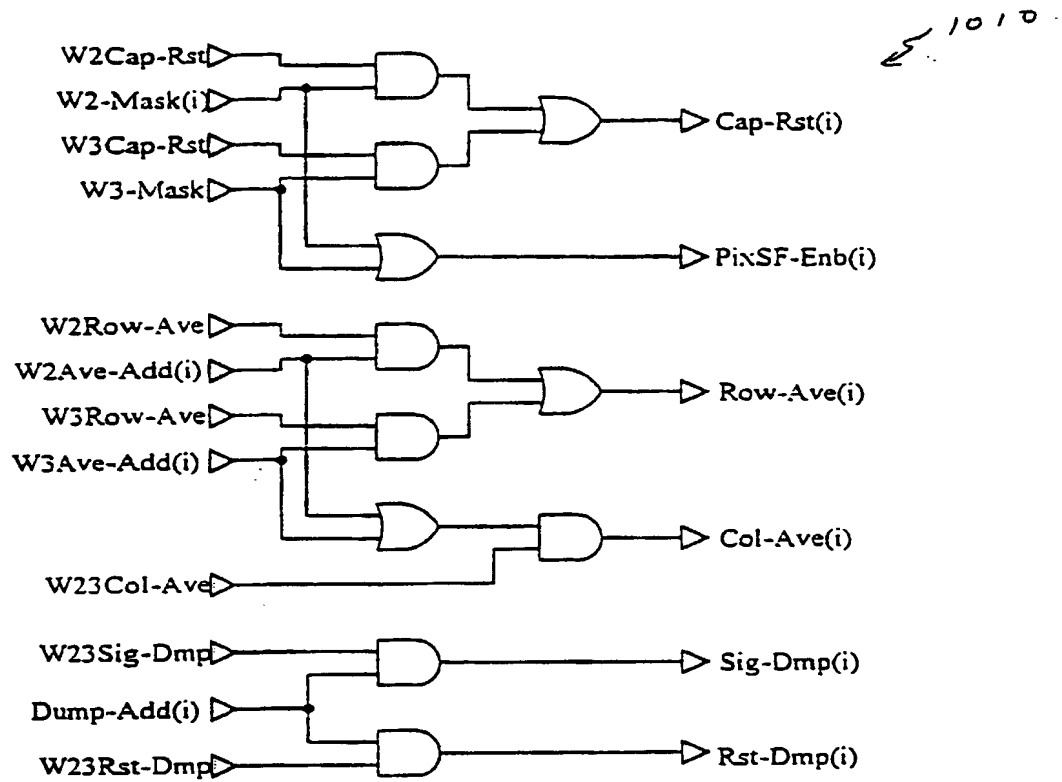 1010
W2Cap-Rst
W2-Mask(i)
Cap-Rst(i)
W3Cap-Rst
W3-Mask
PixSF-Enb(i)
W2Row-Ave
W2Ave-Add(i)
Row-Ave(i)
W3Row-Ave
W3Ave-Add(i)
Col-Ave(i)
W23Col-Ave
W23Sig-Dmp
Sig-Dmp(i)
Dump-Add(i)
W23Rst-Dmp
Rst-Dmp(i)